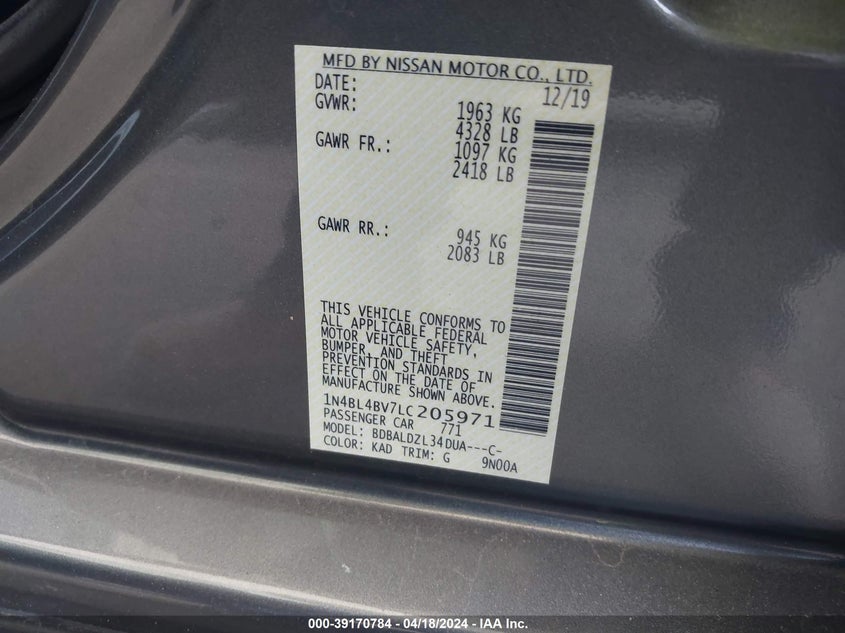 MFD BY NISSAN MOTOR CO., LTD.
DATE: 12/19
GVWR: 1963 KG
4328 LB
GAWR FR.: 1097 KG
2418 LB
GAWR RR.: 945 KG
2083 LB
THIS VEHICLE CONFORMS TO
ALL APPLICABLE FEDERAL
MOTOR VEHICLE SAFETY,
BUMPER, AND THEFT
PREVENTION STANDARDS IN
EFFECT ON THE DATE OF
MANUFACTURE SHOWN ABOVE.
1N4BL4BV7LC205971
PASSENGER CAR 771
MODEL: BDBALDZL34DUA---C-
COLOR: KAD TRIM: G 9N00A
000-39170784 - 04/18/2024 - IAA Inc.